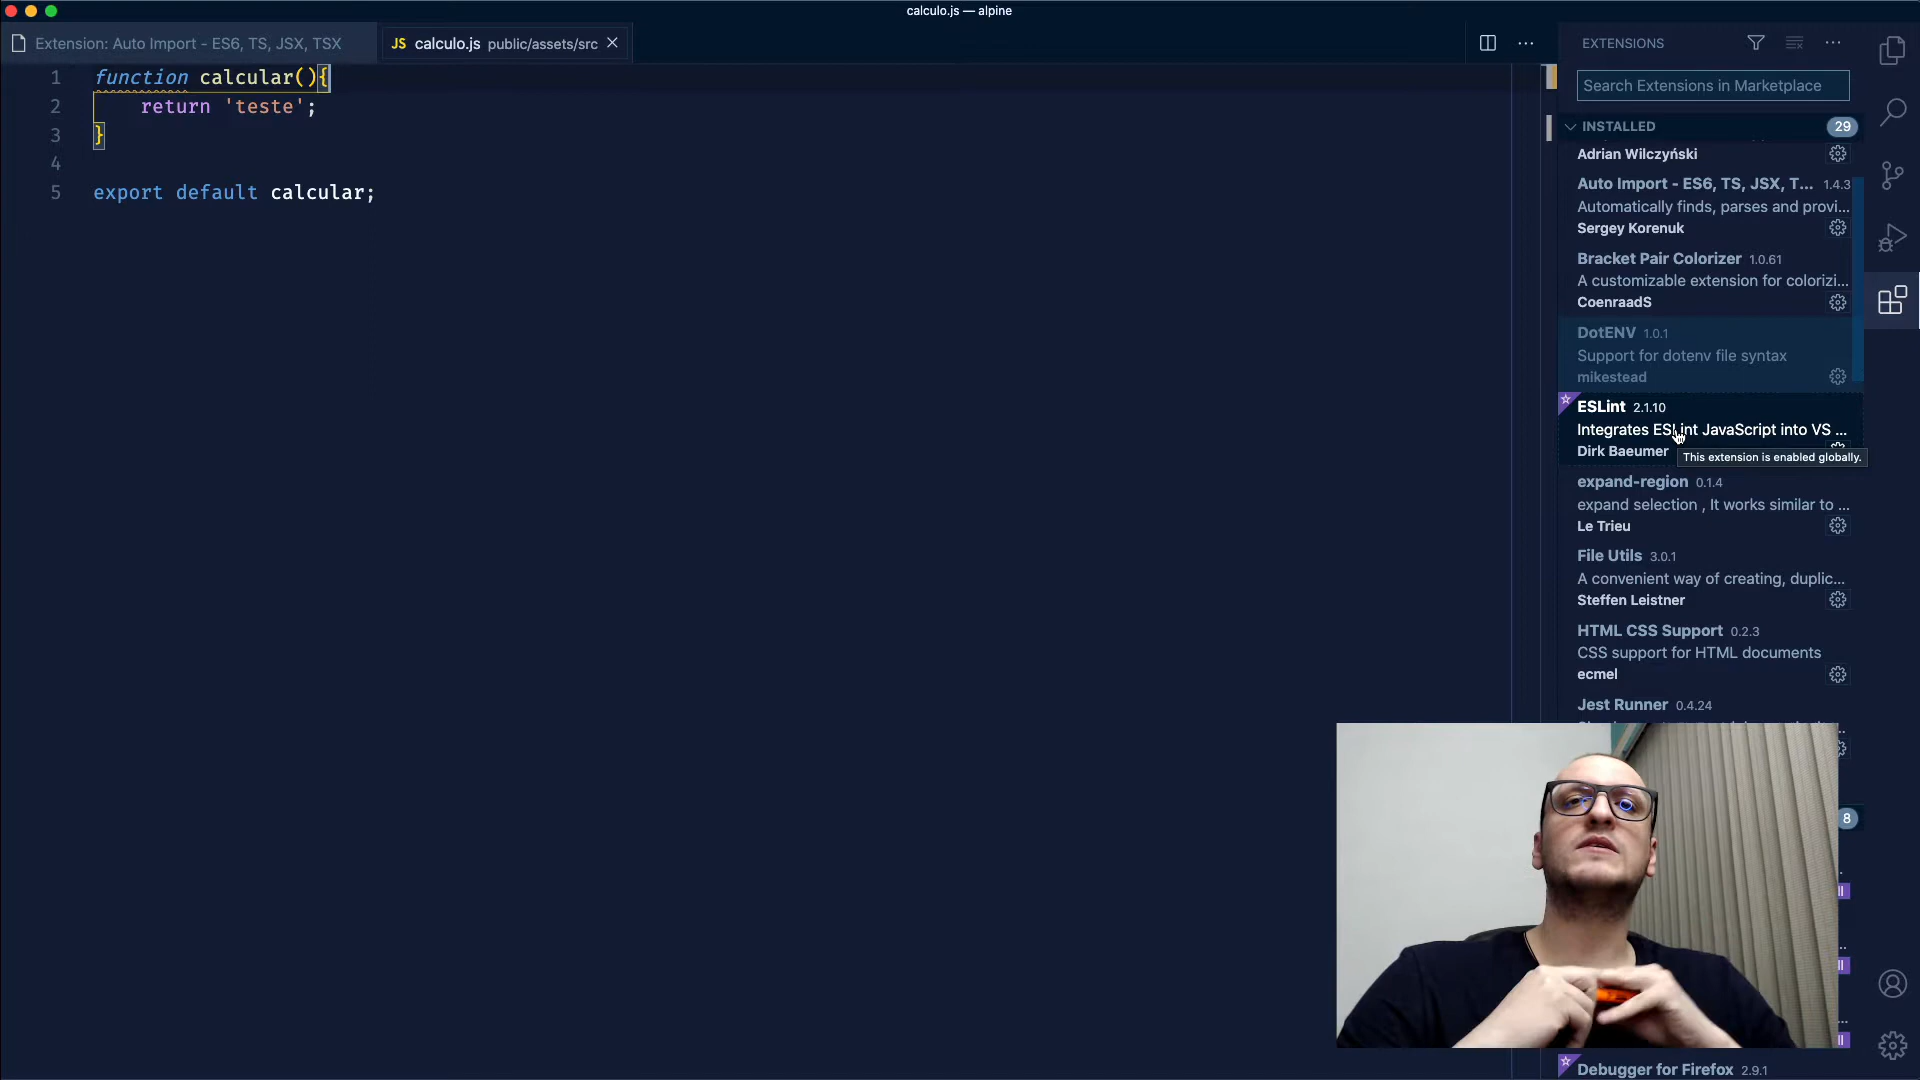 calculo.js — alpine
Extension: Auto Import - ES6, TS, JSX, TSX
JS calculo.js public/assets/src
1 function calcular(){
2 return 'teste';
3 }
4
5 export default calcular;
EXTENSIONS
Search Extensions in Marketplace
INSTALLED 29
Adrian Wilczyński
Auto Import - ES6, TS, JSX, T... 1.4.3
Automatically finds, parses and provi...
Sergey Korenuk
Bracket Pair Colorizer 1.0.61
A customizable extension for colorizi...
CoenraadS
DotENV 1.0.1
Support for dotenv file syntax
mikestead
ESLint 2.1.10
Integrates ESLint JavaScript into VS ...
Dirk Baeumer
This extension is enabled globally.
expand-region 0.1.4
expand selection , It works similar to ...
Le Trieu
File Utils 3.0.1
A convenient way of creating, duplic...
Steffen Leistner
HTML CSS Support 0.2.3
CSS support for HTML documents
ecmel
Jest Runner 0.4.24
8
Debugger for Firefox 2.9.1